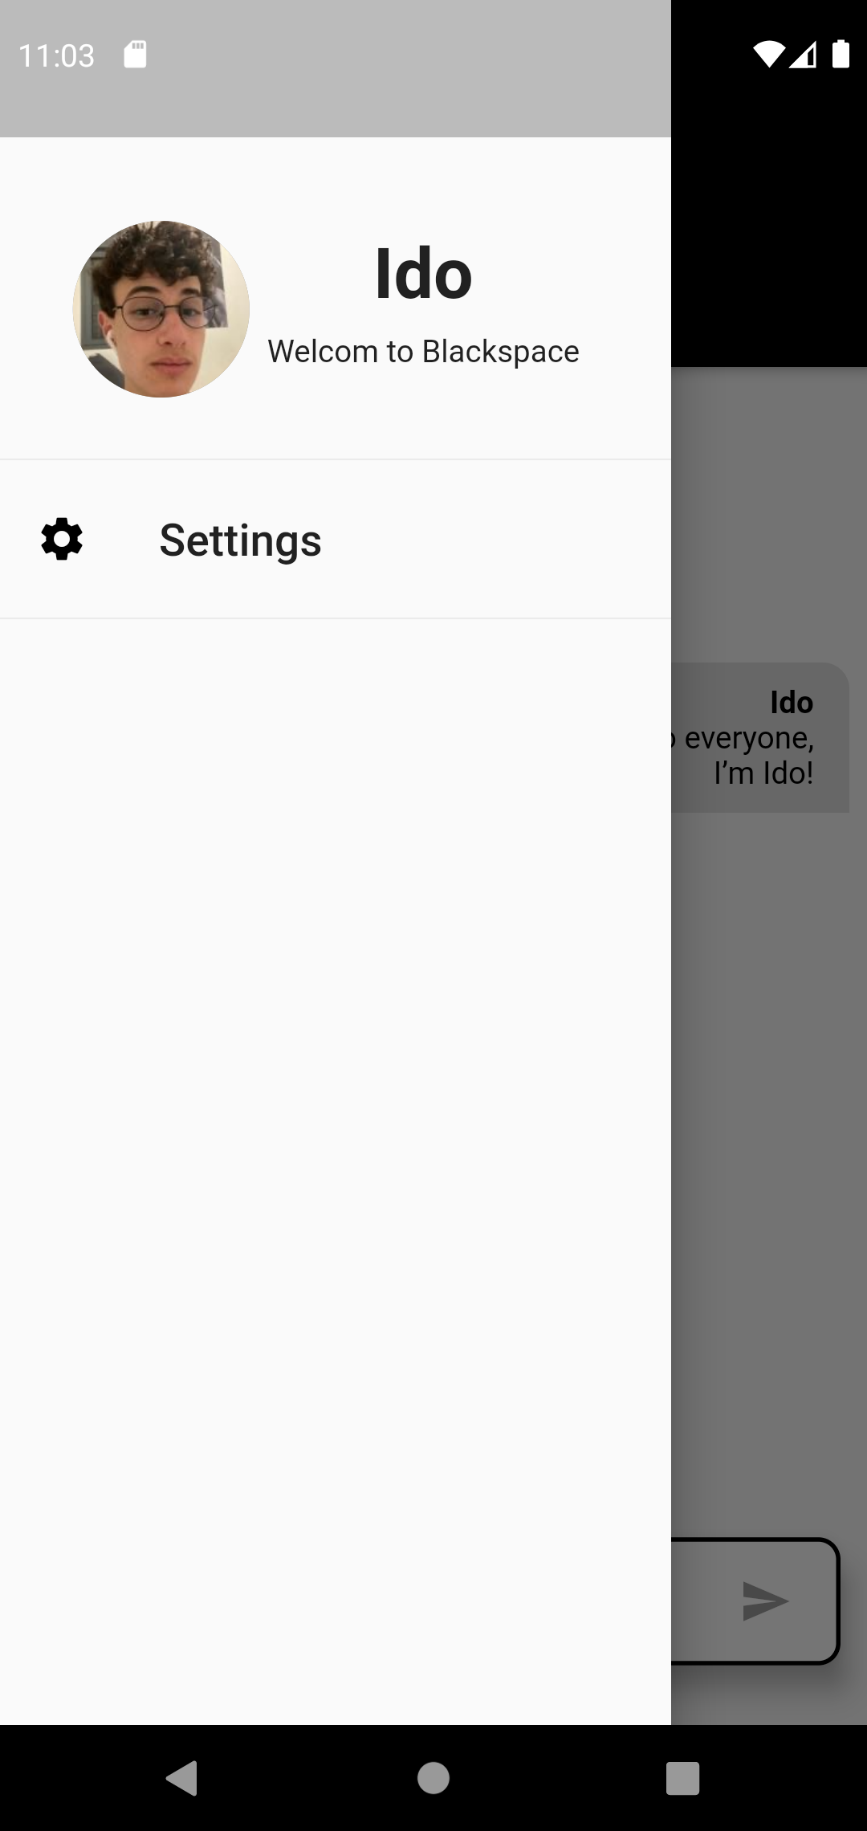 11:03
Ido
Welcom to Blackspace
Settings
Ido
everyone,
I’m Ido!